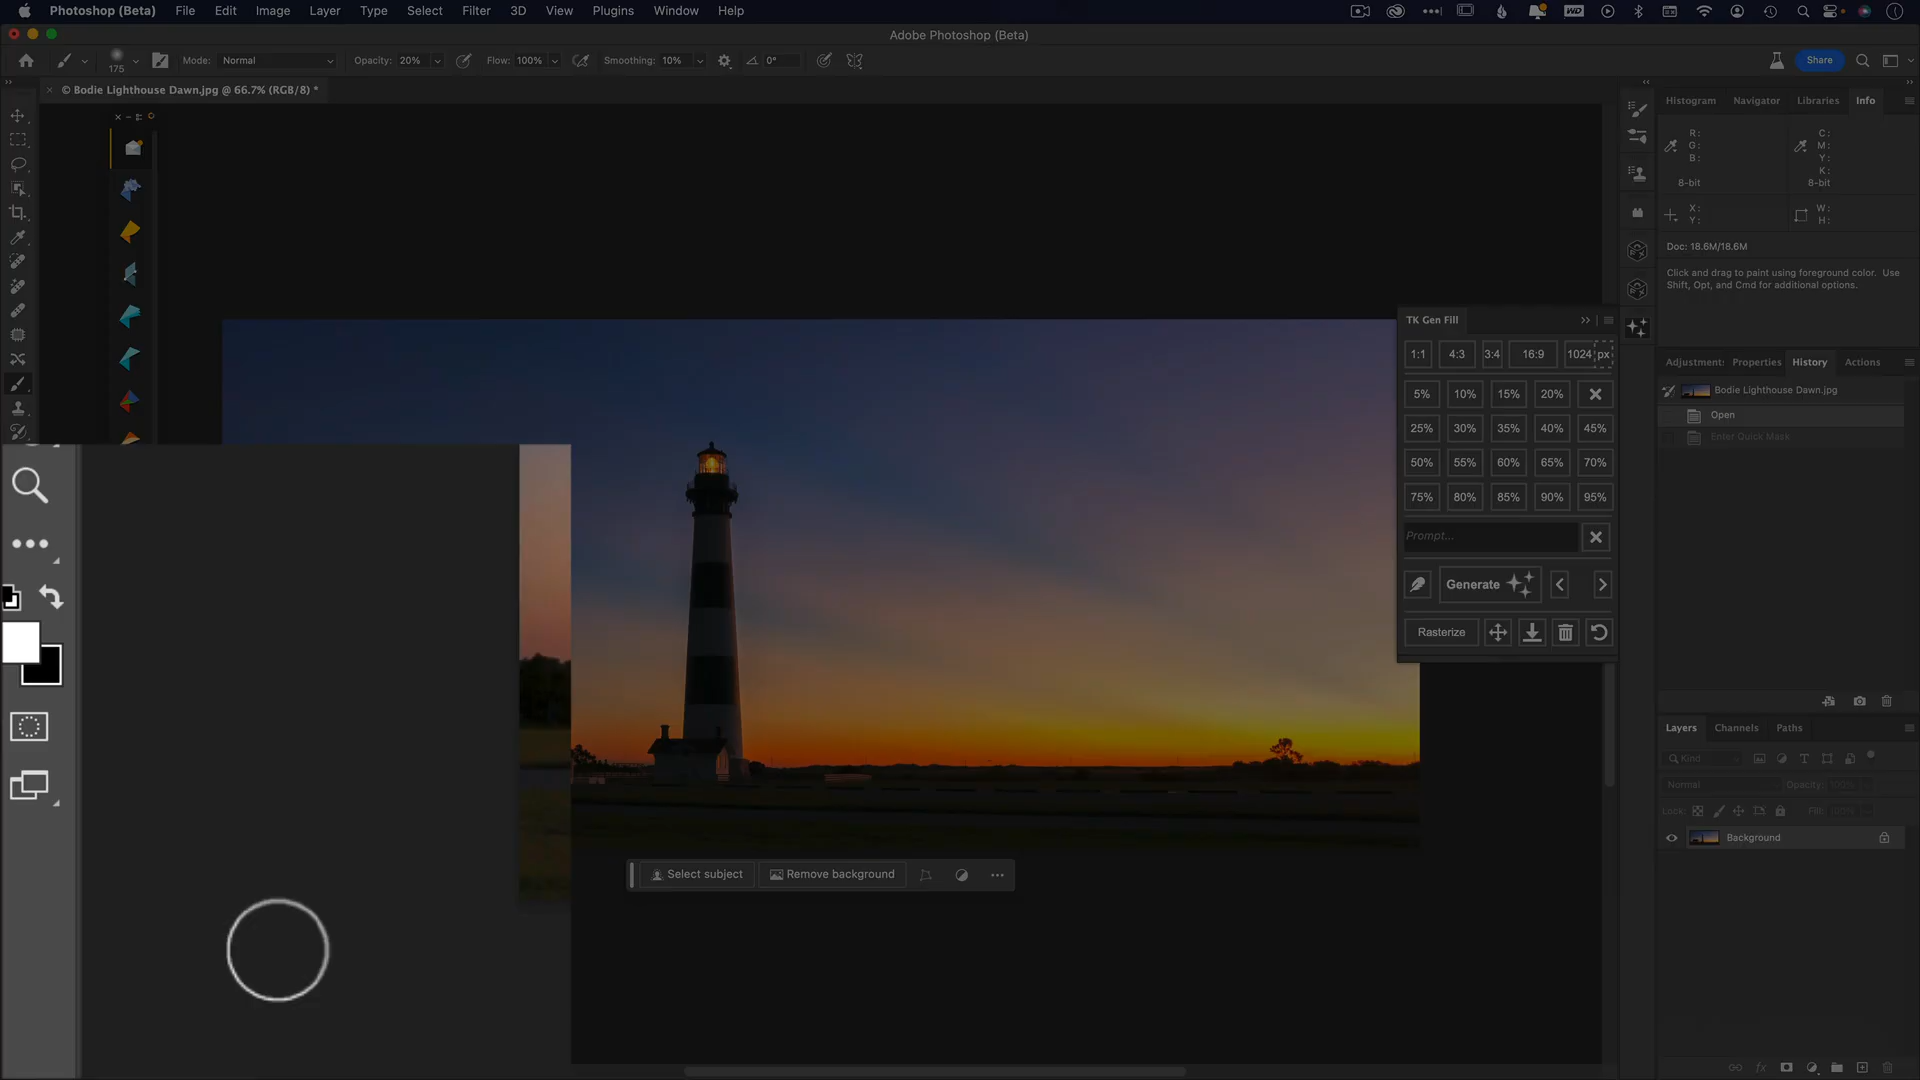 Photoshop (Beta) File Edit Image Layer Type Select Filter 3D View Plugins Window Help
Adobe Photoshop (Beta)
175 Mode: Normal Opacity: 20% Flow: 100% Smoothing: 10% 0° Share
© Bodie Lighthouse Dawn.jpg @ 66.7% (RGB/8) *
Histogram Navigator Libraries Info
R: C:
G: M:
B: Y:
K:
8-bit 8-bit
X: W:
Y: H:
Doc: 18.6M/18.6M
Click and drag to paint using foreground color. Use
Shift, Opt, and Cmd for additional options.
TK Gen Fill
1:1 4:3 3:4 16:9 1024 px
5% 10% 15% 20%
25% 30% 35% 40% 45%
50% 55% 60% 65% 70%
75% 80% 85% 90% 95%
Prompt...
Generate
Rasterize
Adjustment: Properties History Actions
Bodie Lighthouse Dawn.jpg
Open
Enter Quick Mask
Layers Channels Paths
Kind
Normal Opacity: 100%
Lock: Fill: 100%
Background
Select subject Remove background